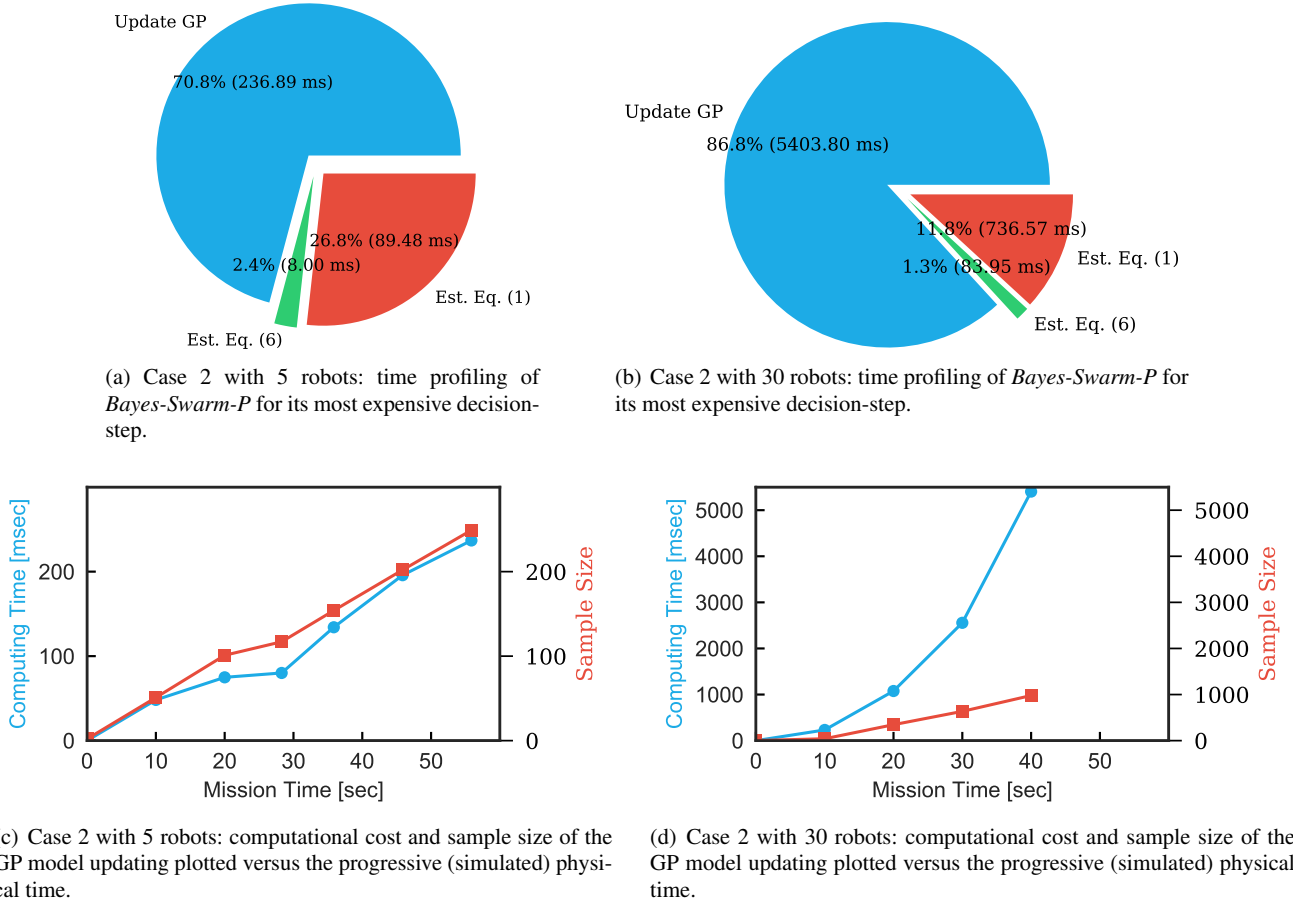 Update GP
70.8% (236.89 ms)
26.8% (89.48 ms)
2.4% (8.00 ms)
Est. Eq. (1)
Est. Eq. (6)
Update GP
86.8% (5403.80 ms)
11.8% (736.57 ms)
Est. Eq. (1)
1.3% (83.95 ms)
Est. Eq. (6)
(a) Case 2 with 5 robots: time profiling of
Bayes-Swarm-P for its most expensive decision-
step.
(b) Case 2 with 30 robots: time profiling of Bayes-Swarm-P for
its most expensive decision-step.
Computing Time [msec]
200
100
0
0 10 20 30 40 50
Mission Time [sec]
200
100
0
Sample Size
Computing Time [msec]
5000
4000
3000
2000
1000
0
0 10 20 30 40 50
Mission Time [sec]
5000
4000
3000
2000
1000
0
Sample Size
c) Case 2 with 5 robots: computational cost and sample size of the
GP model updating plotted versus the progressive (simulated) physi-
cal time.
(d) Case 2 with 30 robots: computational cost and sample size of the
GP model updating plotted versus the progressive (simulated) physical
time.